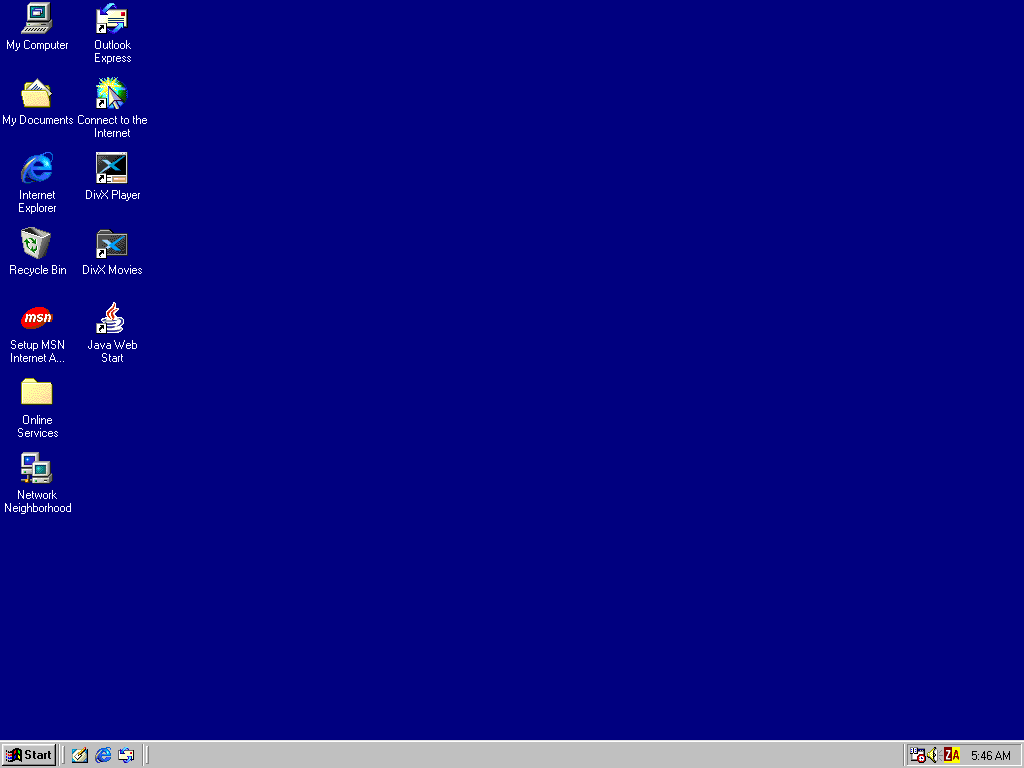 My Computer
Outlook
Express
My Documents
Connect to the
Internet
Internet
Explorer
DivX Player
Recycle Bin
DivX Movies
msn
Setup MSN
Internet A...
Java Web
Start
Online
Services
Network
Neighborhood
Start
ZA
5:46 AM